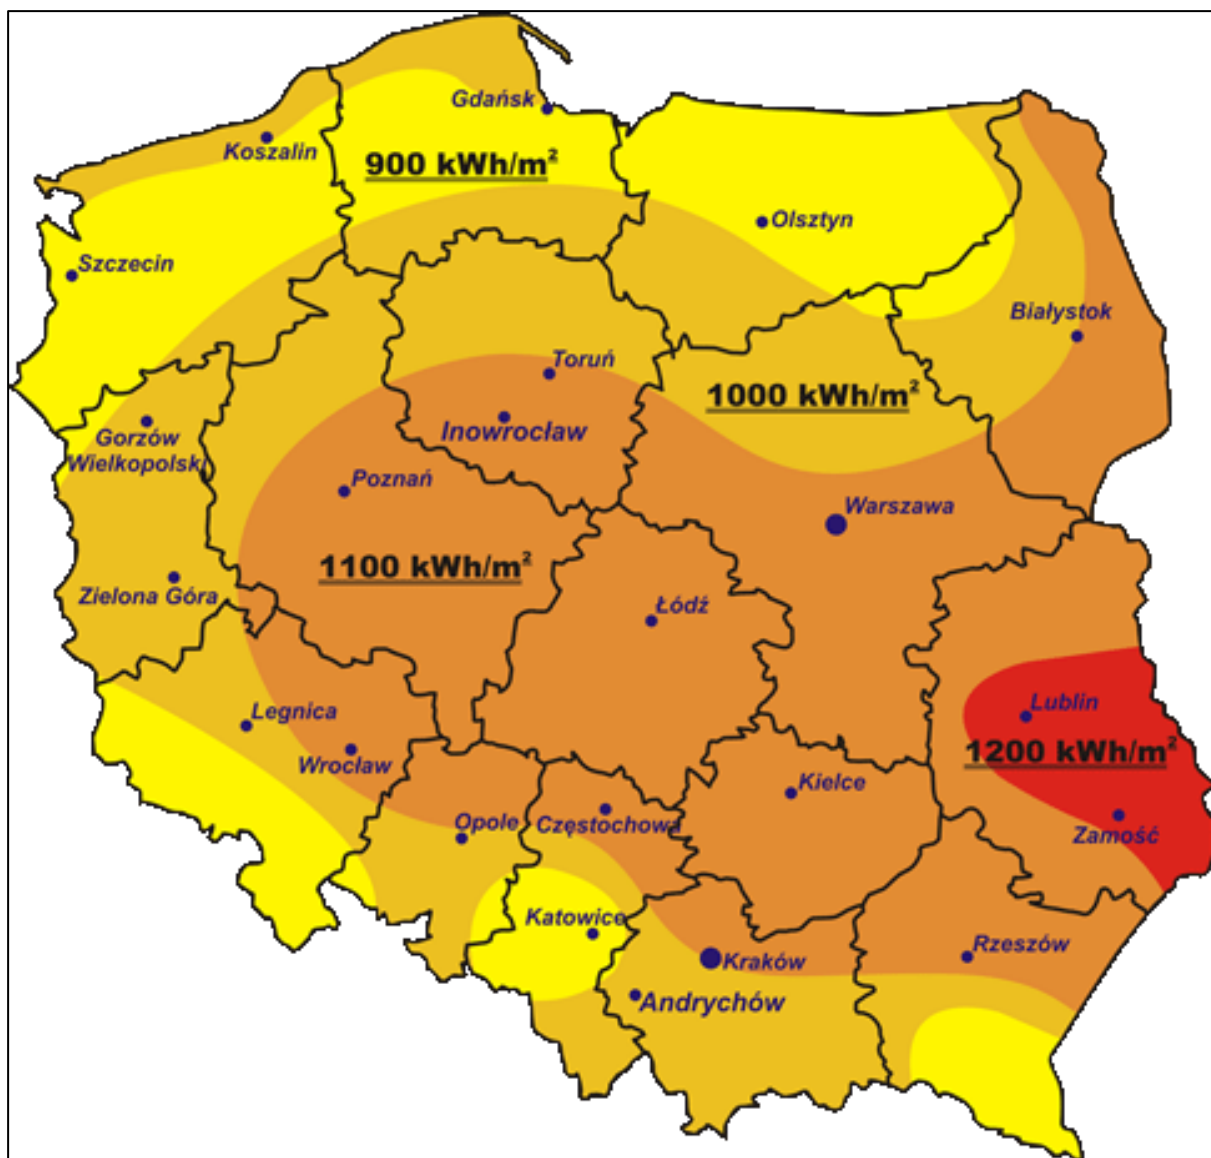 Gdańsk
Koszalin
900 kWh/m²
Olsztyn
Szczecin
Białystok
Toruń
1000 kWh/m²
Gorzów
Wielkopolski
Inowrocław
Poznań
Warszawa
1100 kWh/m²
Zielona Góra
Łódź
Legnica
Lublin
Wrocław
1200 kWh/m²
Kielce
Opole
Częstochowa
Zamość
Katowice
Rzeszów
Kraków
Andrychów